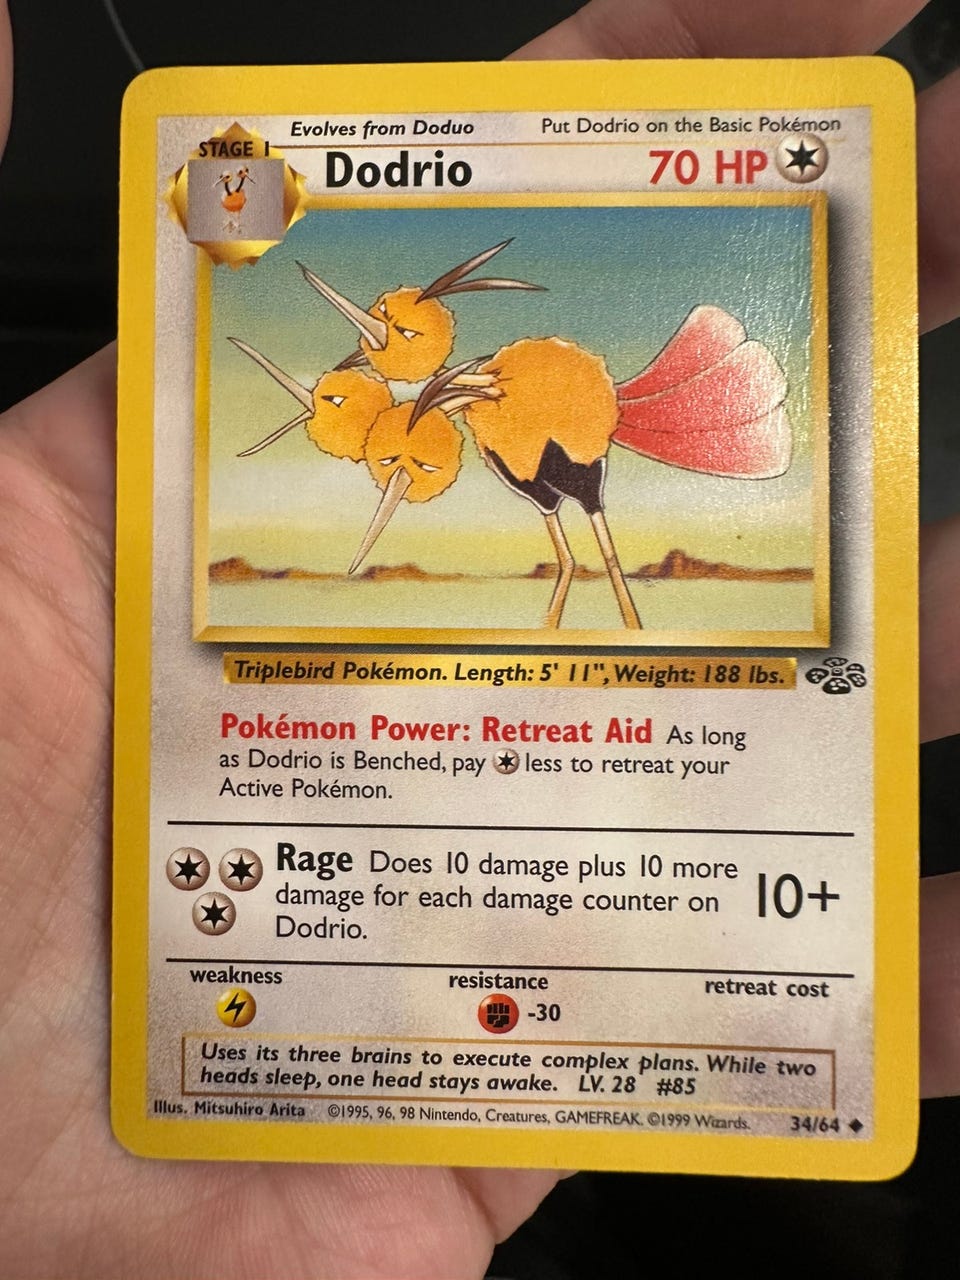 Evolves from Doduo
Put Dodrio on the Basic Pokémon
STAGE 1
Dodrio
70 HP
Triplebird Pokémon. Length: 5' 11", Weight: 188 lbs.
Pokémon Power: Retreat Aid As long
as Dodrio is Benched, pay less to retreat your
Active Pokémon.
Rage Does 10 damage plus 10 more
damage for each damage counter on
Dodrio.
10+
weakness
resistance
retreat cost
-30
Uses its three brains to execute complex plans. While two
heads sleep, one head stays awake. LV. 28 #85
Illus. Mitsuhiro Arita ©1995, 96, 98 Nintendo, Creatures, GAMEFREAK. ©1999 Wizards. 34/64